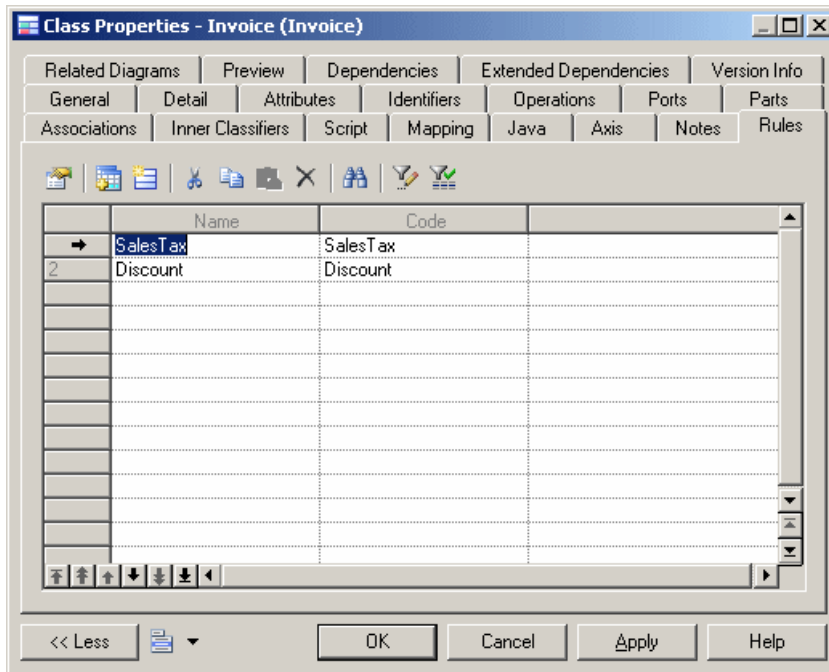 Class Properties - Invoice (Invoice)
Related Diagrams Preview Dependencies Extended Dependencies Version Info
General Detail Attributes Identifiers Operations Ports Parts
Associations Inner Classifiers Script Mapping Java Axis Notes Rules
Name Code
SalesTax SalesTax
2 Discount Discount
<< Less OK Cancel Apply Help